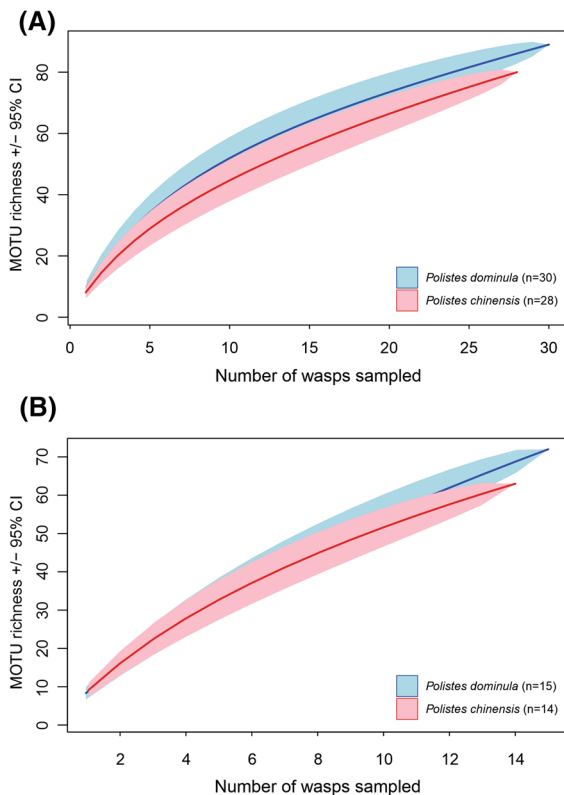 (A)
MOTU richness +/− 95% CI
80
60
40
20
0
Polistes dominula (n=30)
Polistes chinensis (n=28)
0 5 10 15 20 25 30
Number of wasps sampled
(B)
MOTU richness +/− 95% CI
70
60
50
40
30
20
10
0
Polistes dominula (n=15)
Polistes chinensis (n=14)
2 4 6 8 10 12 14
Number of wasps sampled